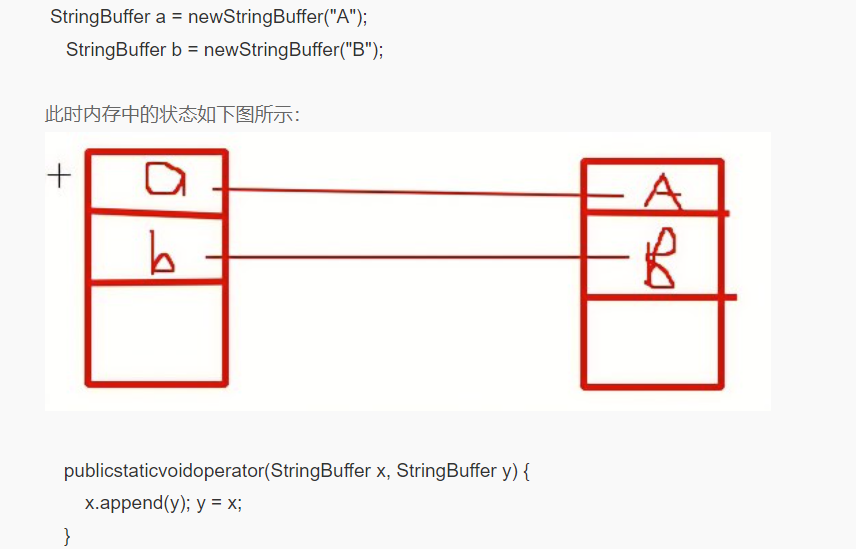 StringBuffer a = newStringBuffer("A");
StringBuffer b = newStringBuffer("B");
此时内存中的状态如下图所示：
a A
b B
publicstaticvoidoperator(StringBuffer x, StringBuffer y) {
x.append(y); y = x;
}